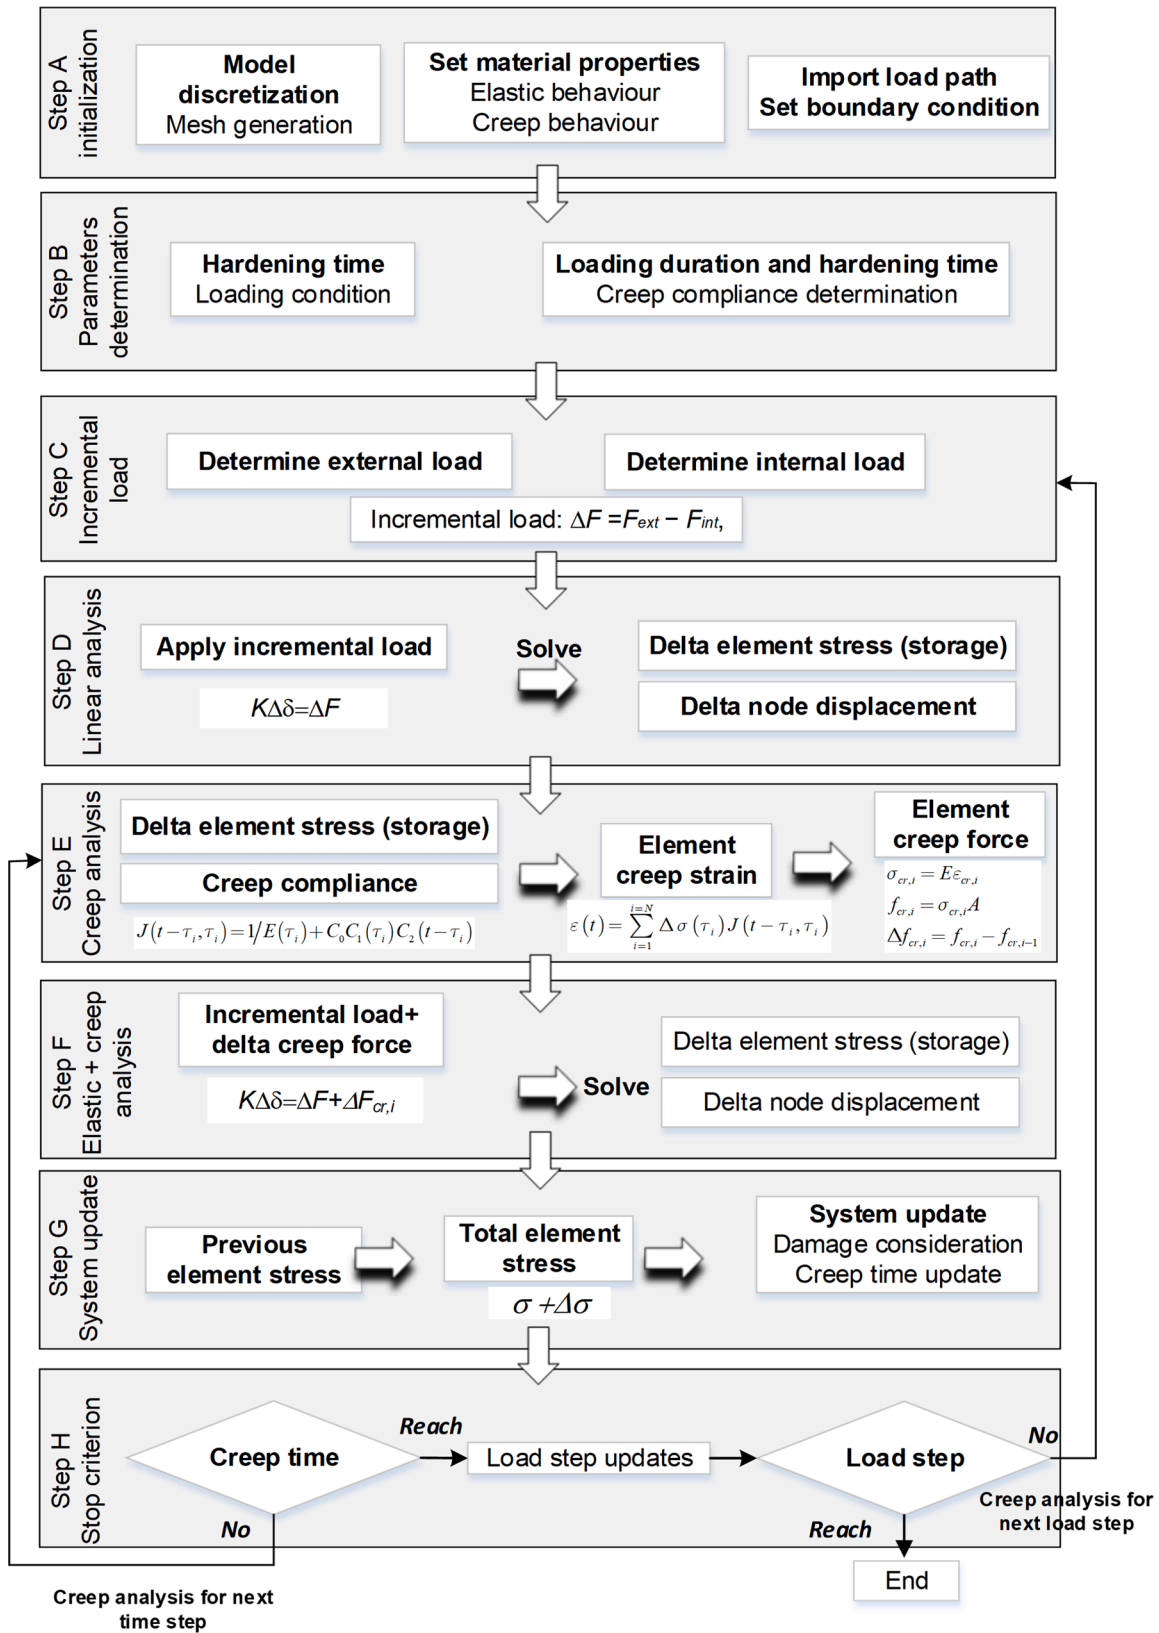 Step A
initialization
Model
discretization
Mesh generation
Set material properties
Elastic behaviour
Creep behaviour
Import load path
Set boundary condition
Step B
Parameters
determination
Hardening time
Loading condition
Loading duration and hardening time
Creep compliance determination
Step C
Incremental
load
Determine external load
Determine internal load
Incremental load: ΔF =Fext − Fint,
Step D
Linear analysis
Apply incremental load
KΔδ=ΔF
Solve
Delta element stress (storage)
Delta node displacement
Step E
Creep analysis
Delta element stress (storage)
Creep compliance
J(t−τi,τi)=1/E(τi)+C0C1(τi)C2(t−τi)
Element
creep strain
ε(t)=∑i=1i=N Δσ(τi)J(t−τi,τi)
Element
creep force
σcr,i = Eεcr,i
fcr,i = σcr,iA
Δfcr,i = fcr,i − fcr,i−1
Step F
Elastic + creep
analysis
Incremental load+
delta creep force
KΔδ=ΔF+ΔFcr,i
Solve
Delta element stress (storage)
Delta node displacement
Step G
System update
Previous
element stress
Total element
stress
σ +Δσ
System update
Damage consideration
Creep time update
Step H
Stop criterion
Creep time
Reach
Load step updates
Load step
No
Creep analysis for
next load step
No
Reach
End
Creep analysis for next
time step